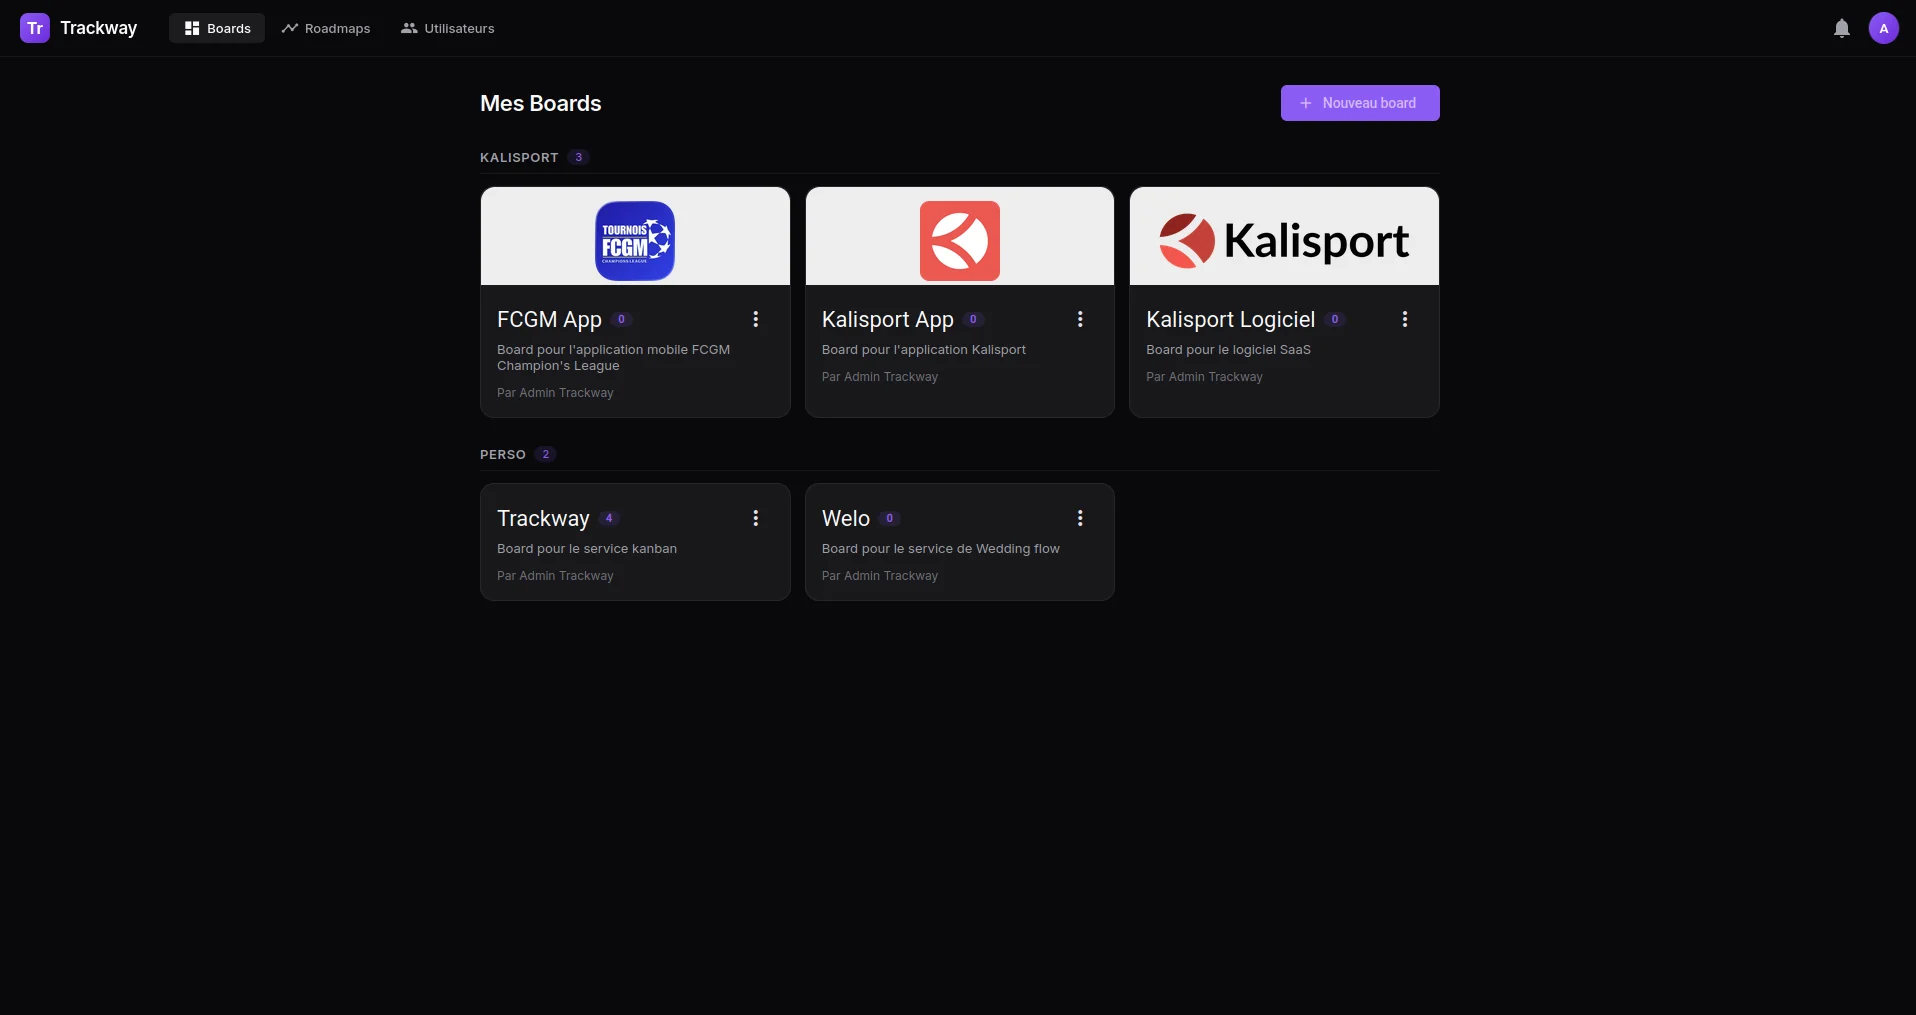 Tr Trackway Boards Roadmaps Utilisateurs A
Mes Boards
Nouveau board
KALISPORT 3
TOURNOIS
FCGM
CHAMPIONS LEAGUE
Kalisport
FCGM App 0
Board pour l'application mobile FCGM
Champion's League
Par Admin Trackway
Kalisport App 0
Board pour l'application Kalisport
Par Admin Trackway
Kalisport Logiciel 0
Board pour le logiciel SaaS
Par Admin Trackway
PERSO 2
Trackway 4
Board pour le service kanban
Par Admin Trackway
Welo 0
Board pour le service de Wedding flow
Par Admin Trackway